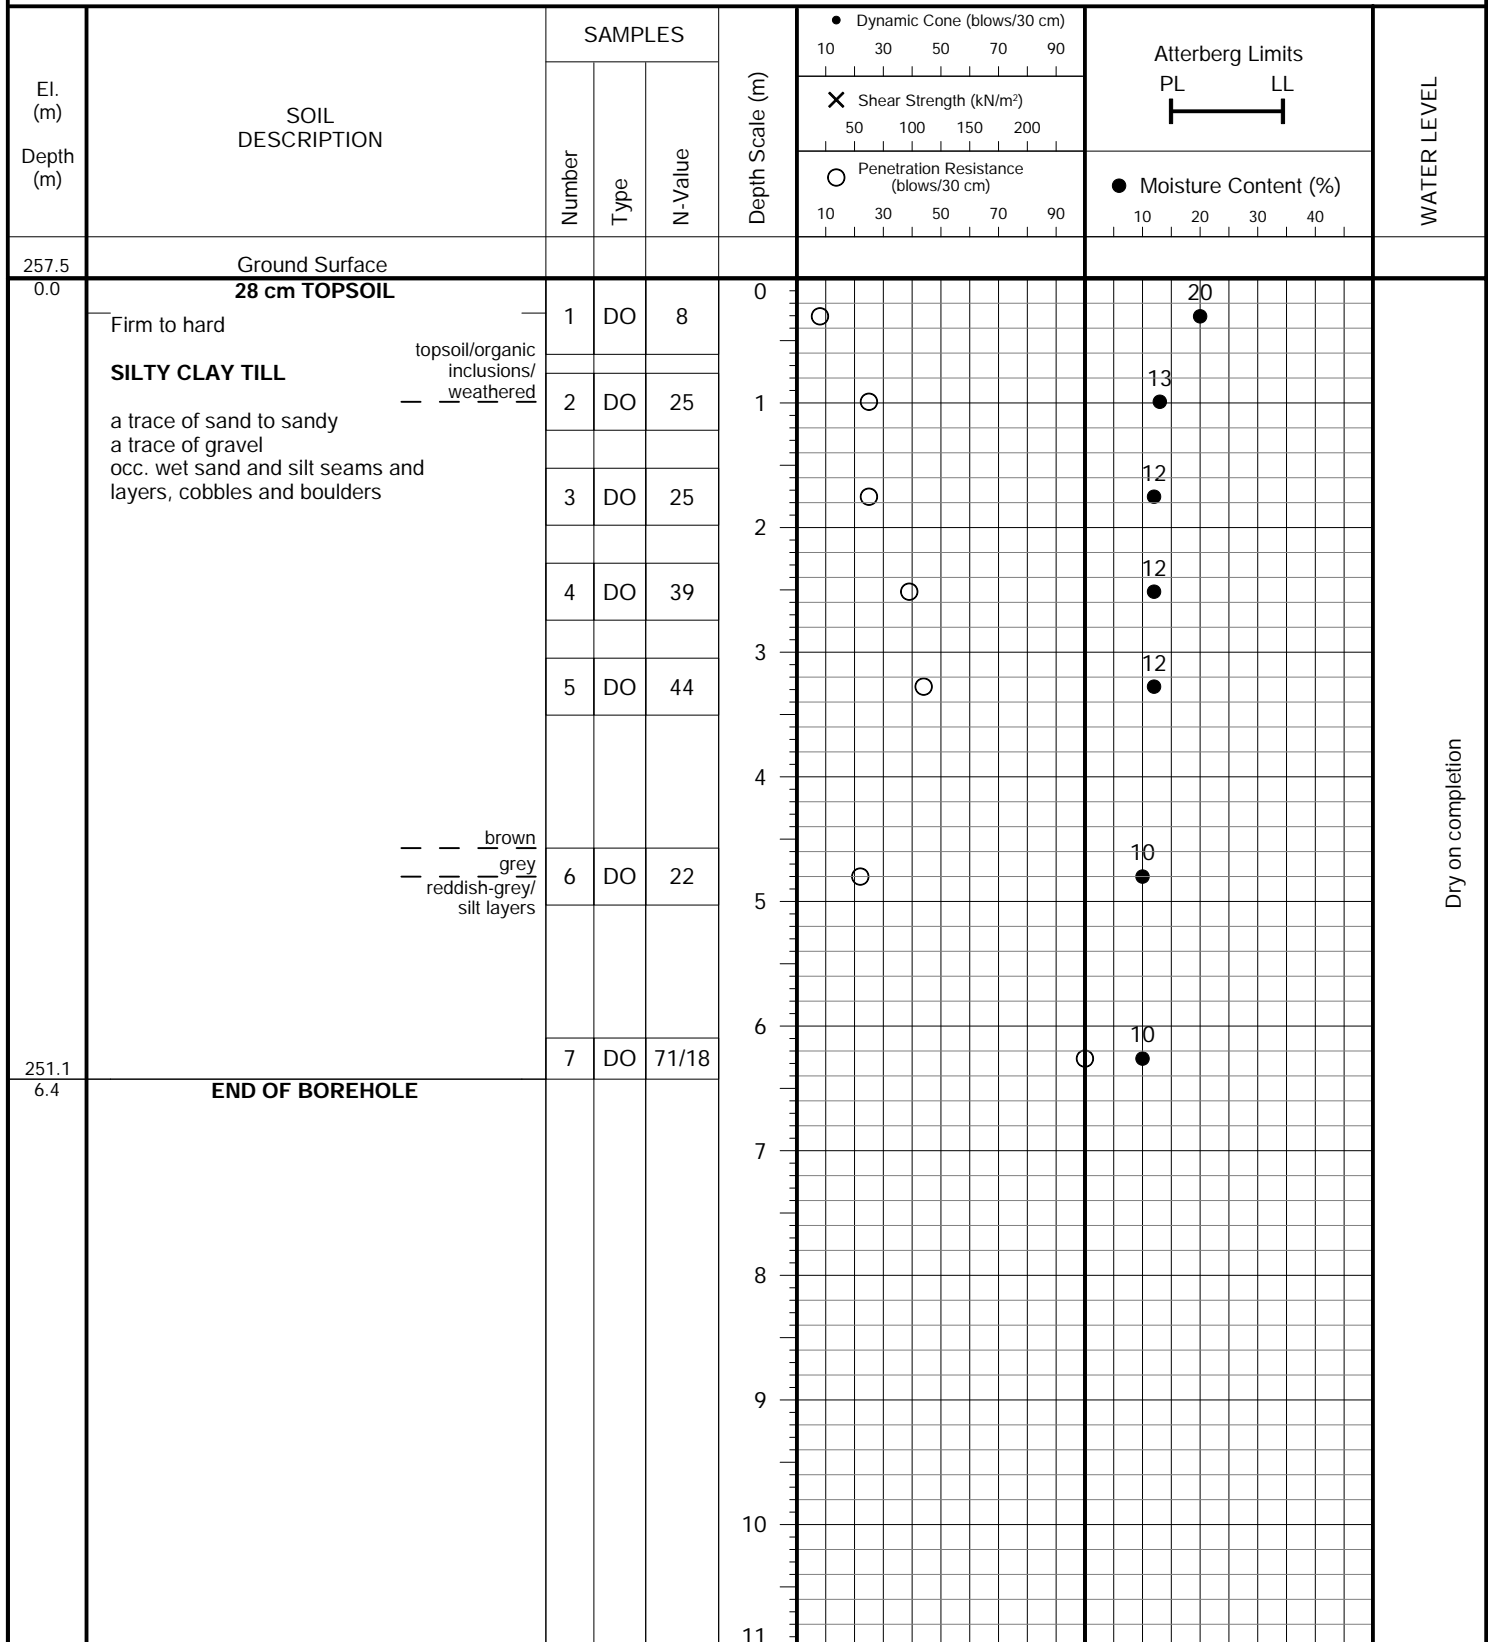 El.
(m)
Depth
(m)
SOIL
DESCRIPTION
SAMPLES
Number
Type
N-Value
Depth Scale (m)
● Dynamic Cone (blows/30 cm)
10 30 50 70 90
✕ Shear Strength (kN/m²)
50 100 150 200
○ Penetration Resistance
(blows/30 cm)
10 30 50 70 90
Atterberg Limits
PL LL
● Moisture Content (%)
10 20 30 40
WATER LEVEL
257.5 Ground Surface
0.0 28 cm TOPSOIL
0
20
Firm to hard
1 DO 8
topsoil/organic
inclusions/
weathered
SILTY CLAY TILL
13
2 DO 25
1
a trace of sand to sandy
a trace of gravel
occ. wet sand and silt seams and
layers, cobbles and boulders
12
3 DO 25
2
12
4 DO 39
3
12
5 DO 44
4
Dry on completion
brown
grey
reddish-grey/
silt layers
10
6 DO 22
5
6
10
7 DO 71/18
251.1
6.4 END OF BOREHOLE
7
8
9
10
11